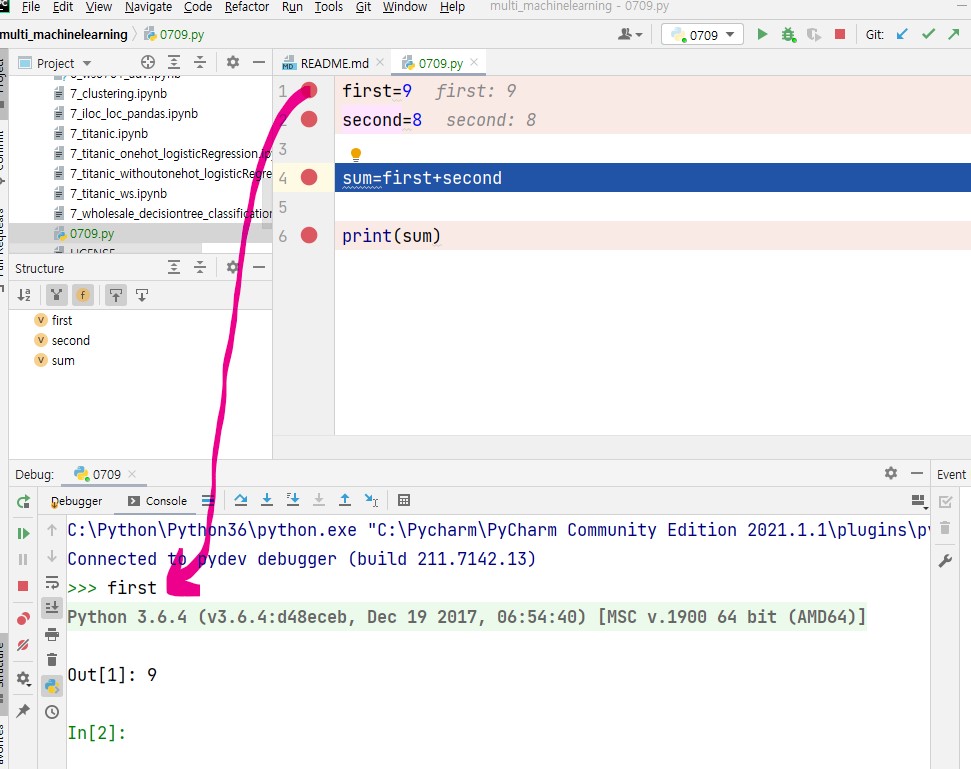 File Edit View Navigate Code Refactor Run Tools Git Window Help multi_machinelearning - 0709.py
multi_machinelearning 0709.py 0709 Git:
Project README.md 0709.py
7_clustering.ipynb
7_iloc_loc_pandas.ipynb
7_titanic.ipynb
7_titanic_onehot_logisticRegression.ip
7_titanic_withoutonehot_logisticRegre
7_titanic_ws.ipynb
7_wholesale_decisiontree_classification
0709.py
LICENSE
1 first=9 first: 9
second=8 second: 8
3
4 sum=first+second
5
6 print(sum)
Structure
first
second
sum
Debug: 0709 Event
Debugger Console
C:\Python\Python36\python.exe "C:\Pycharm\PyCharm Community Edition 2021.1.1\plugins\py
Connected to pydev debugger (build 211.7142.13)
>>> first
Python 3.6.4 (v3.6.4:d48eceb, Dec 19 2017, 06:54:40) [MSC v.1900 64 bit (AMD64)]
Out[1]: 9
In[2]: